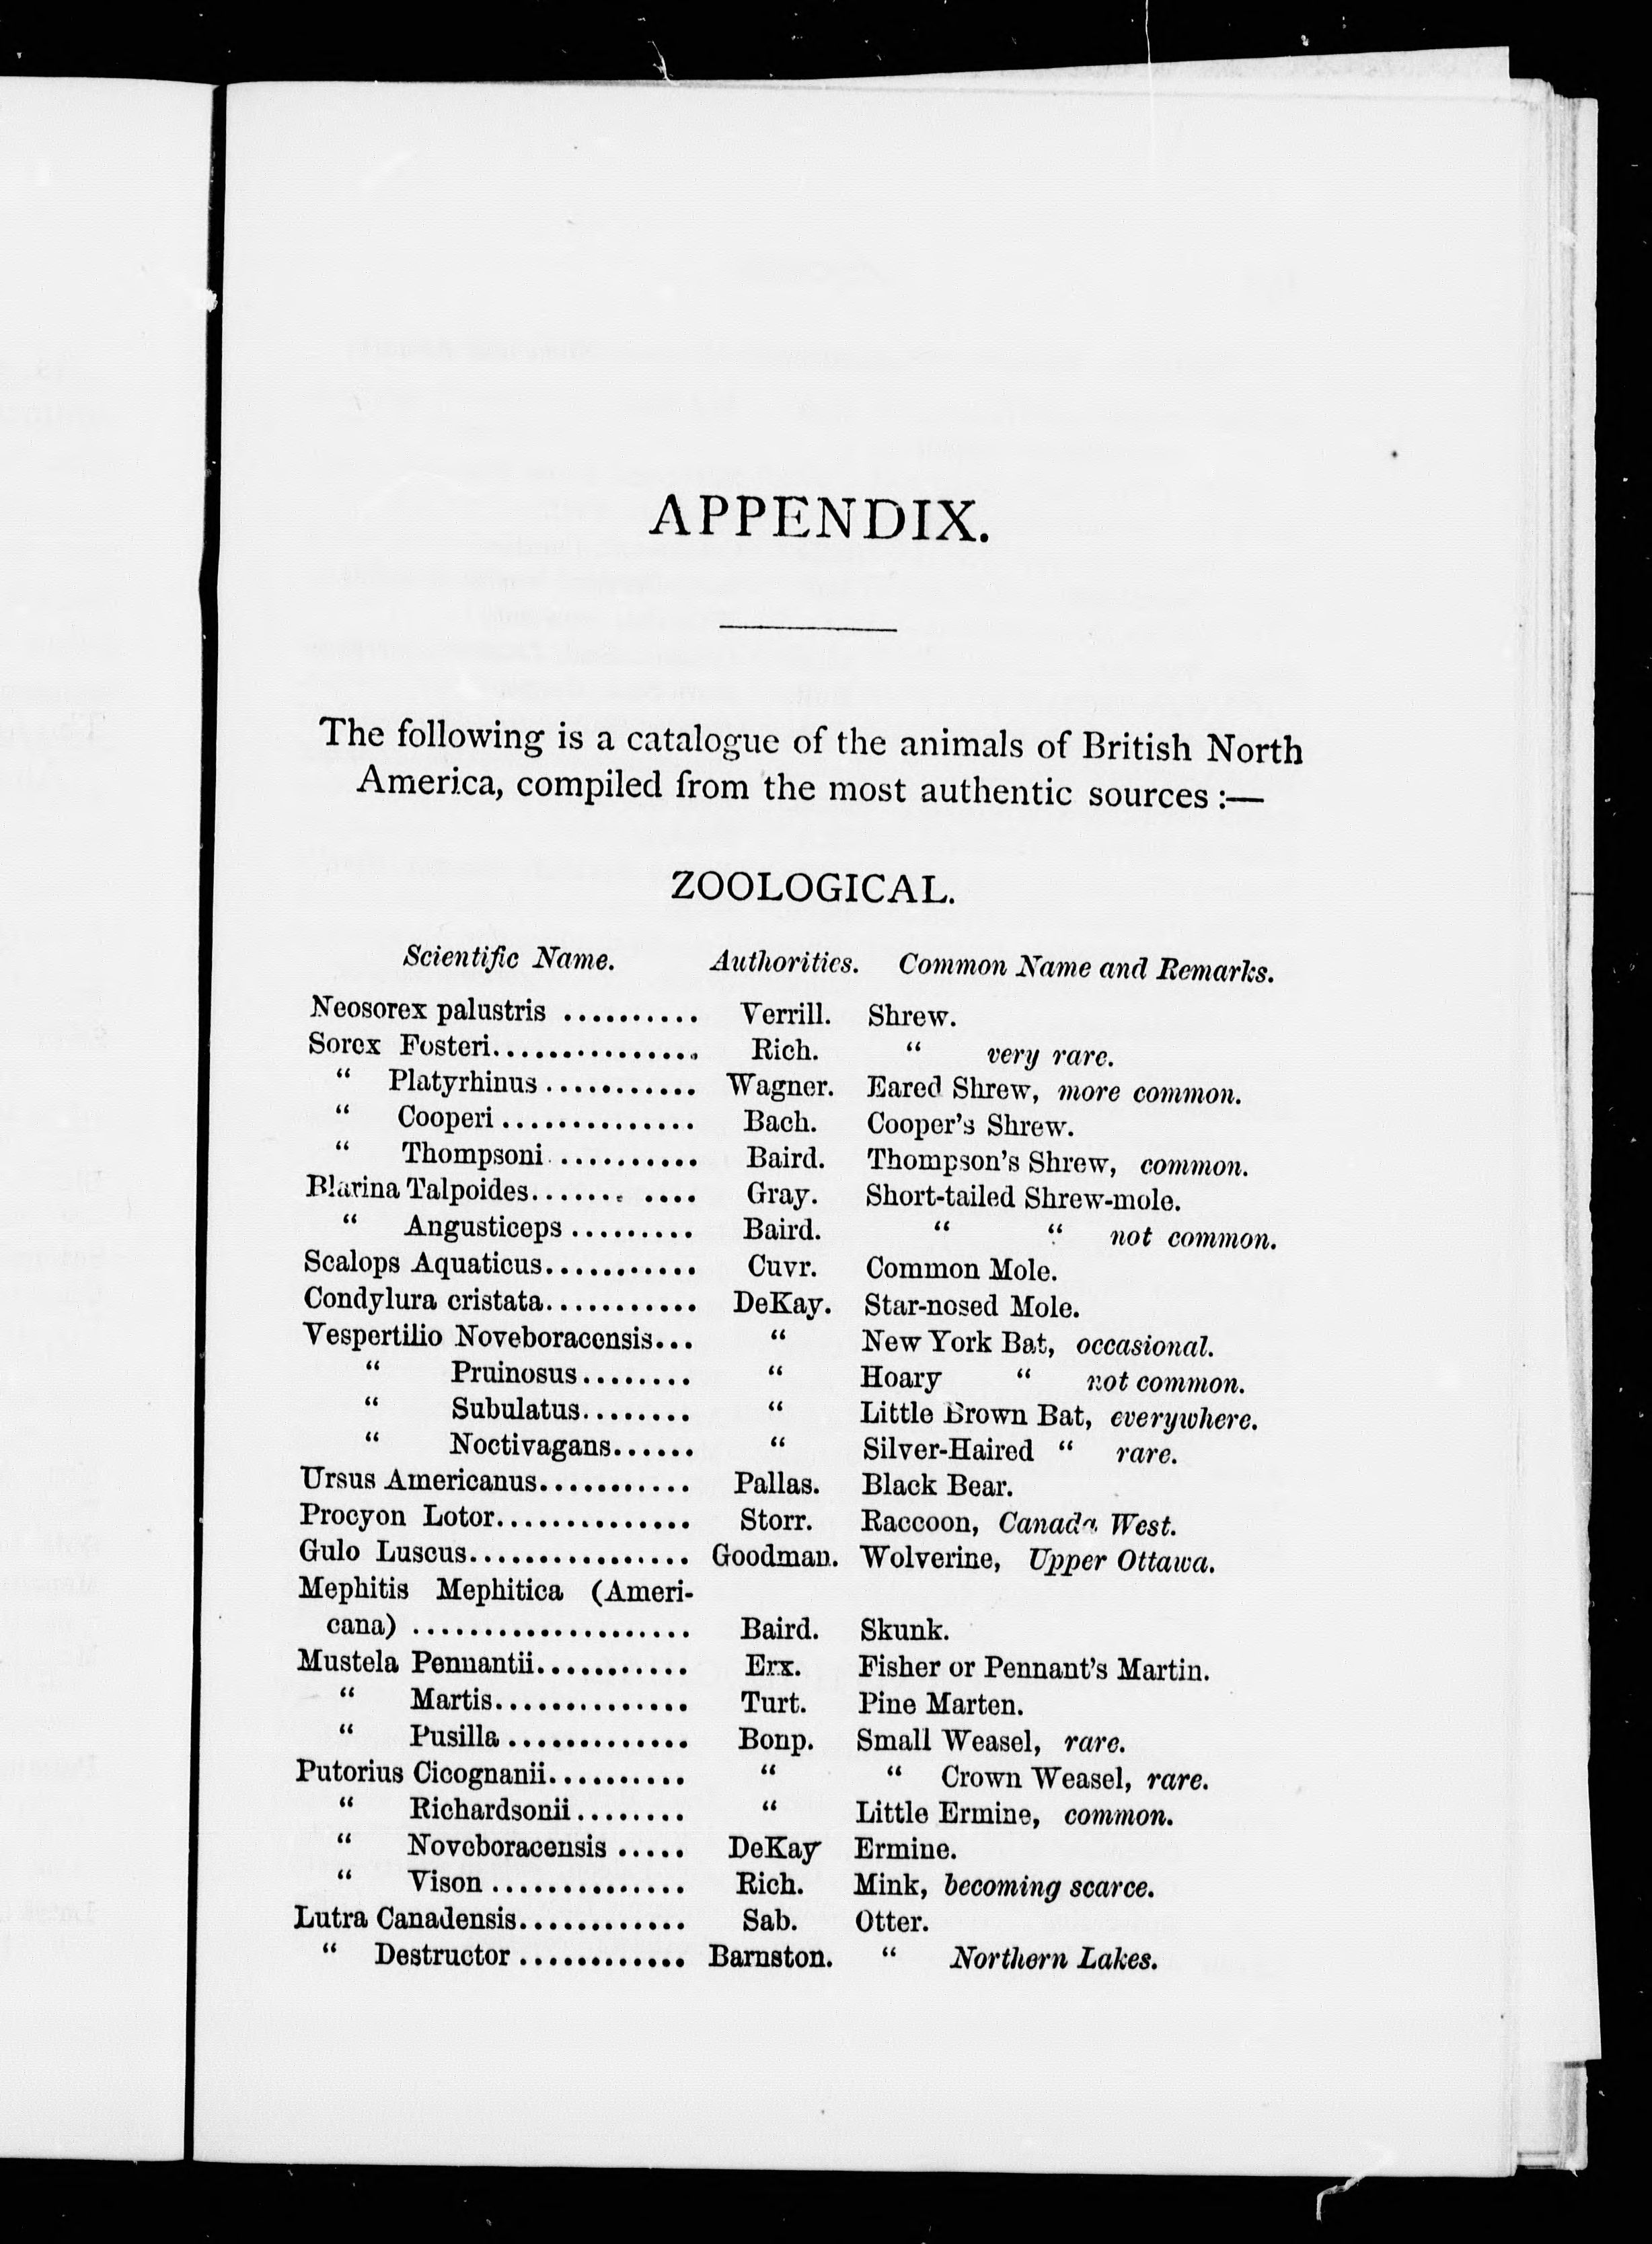 APPENDIX.
The following is a catalogue of the animals of British North
America, compiled from the most authentic sources :—
ZOOLOGICAL.
Scientific Name. Authorities. Common Name and Remarks.
Neosorex palustris .......... Verrill. Shrew.
Sorex Fosteri............... Rich. “ very rare.
“ Platyrhinus ........... Wagner. Eared Shrew, more common.
“ Cooperi .............. Bach. Cooper's Shrew.
“ Thompsoni .......... Baird. Thompson's Shrew, common.
Blarina Talpoides....... .... Gray. Short-tailed Shrew-mole.
“ Angusticeps ......... Baird. “ “ not common.
Scalops Aquaticus........... Cuvr. Common Mole.
Condylura cristata........... DeKay. Star-nosed Mole.
Vespertilio Noveboracensis... “ New York Bat, occasional.
“ Pruinosus........ “ Hoary “ not common.
“ Subulatus........ “ Little Brown Bat, everywhere.
“ Noctivagans...... “ Silver-Haired “ rare.
Ursus Americanus........... Pallas. Black Bear.
Procyon Lotor.............. Storr. Raccoon, Canada West.
Gulo Luscus................ Goodman. Wolverine, Upper Ottawa.
Mephitis Mephitica (Ameri-
cana) .................... Baird. Skunk.
Mustela Pennantii........... Erx. Fisher or Pennant's Martin.
“ Martis.............. Turt. Pine Marten.
“ Pusilla ............. Bonp. Small Weasel, rare.
Putorius Cicognanii.......... “ “ Crown Weasel, rare.
“ Richardsonii........ “ Little Ermine, common.
“ Noveboracensis ..... DeKay Ermine.
“ Vison .............. Rich. Mink, becoming scarce.
Lutra Canadensis............ Sab. Otter.
“ Destructor ............ Barnston. “ Northern Lakes.